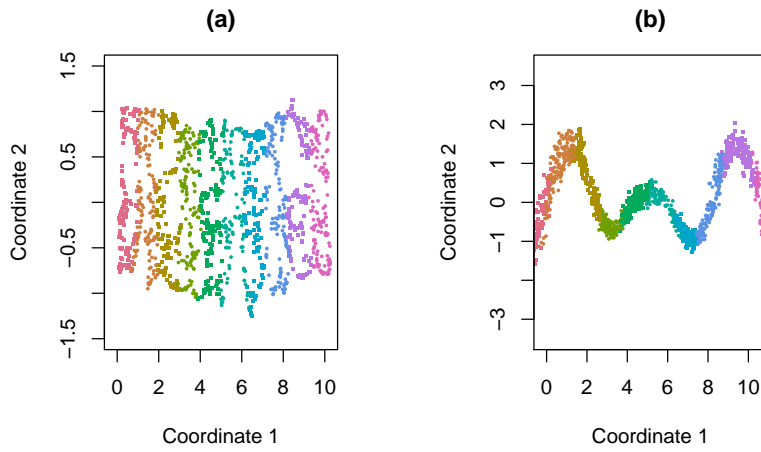 (a)
(b)
Coordinate 2
1.5
0.5
−0.5
−1.5
0 2 4 6 8 10
Coordinate 1
Coordinate 2
3
2
1
0
−1
−3
0 2 4 6 8 10
Coordinate 1